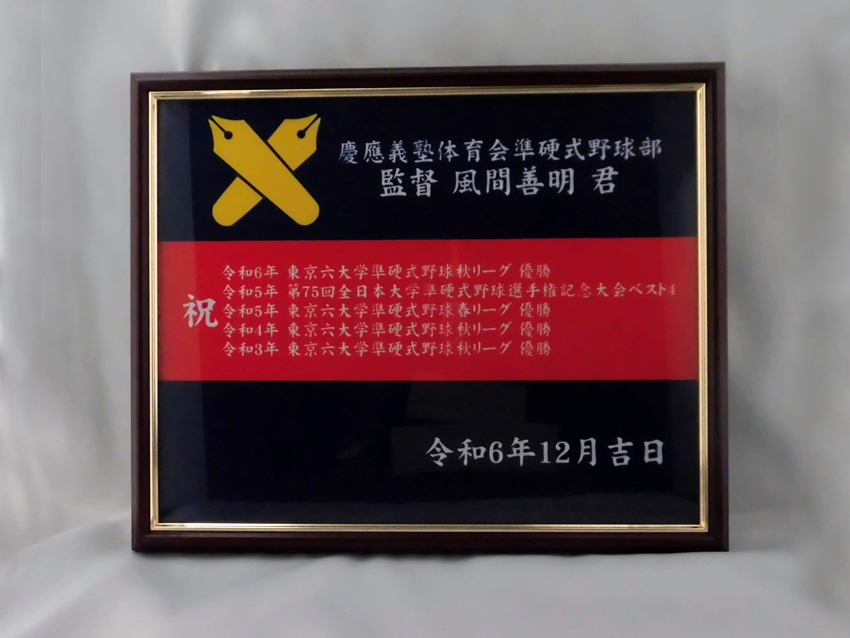 慶應義塾体育会準硬式野球部
監督 風間善明 君
祝
令和6年 東京六大学準硬式野球秋リーグ 優勝
令和5年 第75回全日本大学準硬式野球選手権記念大会ベスト4
令和5年 東京六大学準硬式野球春リーグ 優勝
令和4年 東京六大学準硬式野球秋リーグ 優勝
令和3年 東京六大学準硬式野球秋リーグ 優勝
令和6年12月吉日